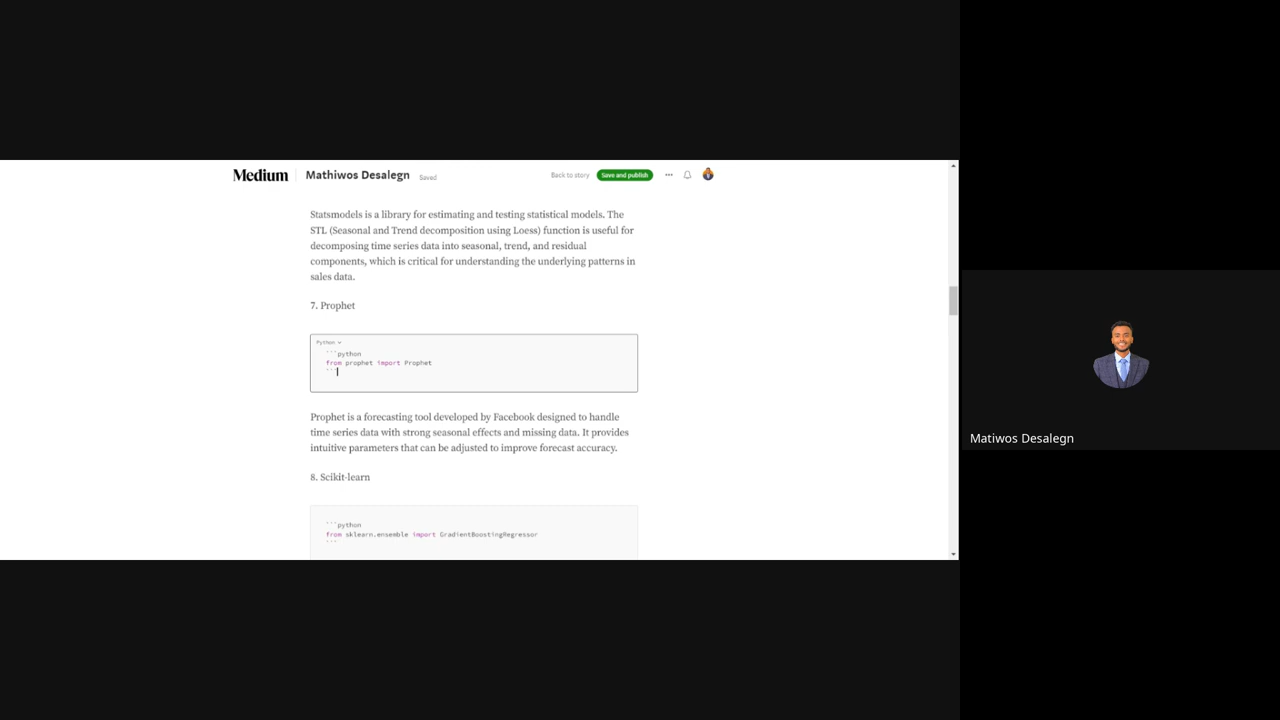 Medium
Mathiwos Desalegn
Saved
Back to story
Save and publish
Statsmodels is a library for estimating and testing statistical models. The
STL (Seasonal and Trend decomposition using Loess) function is useful for
decomposing time series data into seasonal, trend, and residual
components, which is critical for understanding the underlying patterns in
sales data.
7. Prophet
Python
```python
from prophet import Prophet
```
Prophet is a forecasting tool developed by Facebook designed to handle
time series data with strong seasonal effects and missing data. It provides
intuitive parameters that can be adjusted to improve forecast accuracy.
8. Scikit-learn
```python
from sklearn.ensemble import GradientBoostingRegressor
```
Matiwos Desalegn